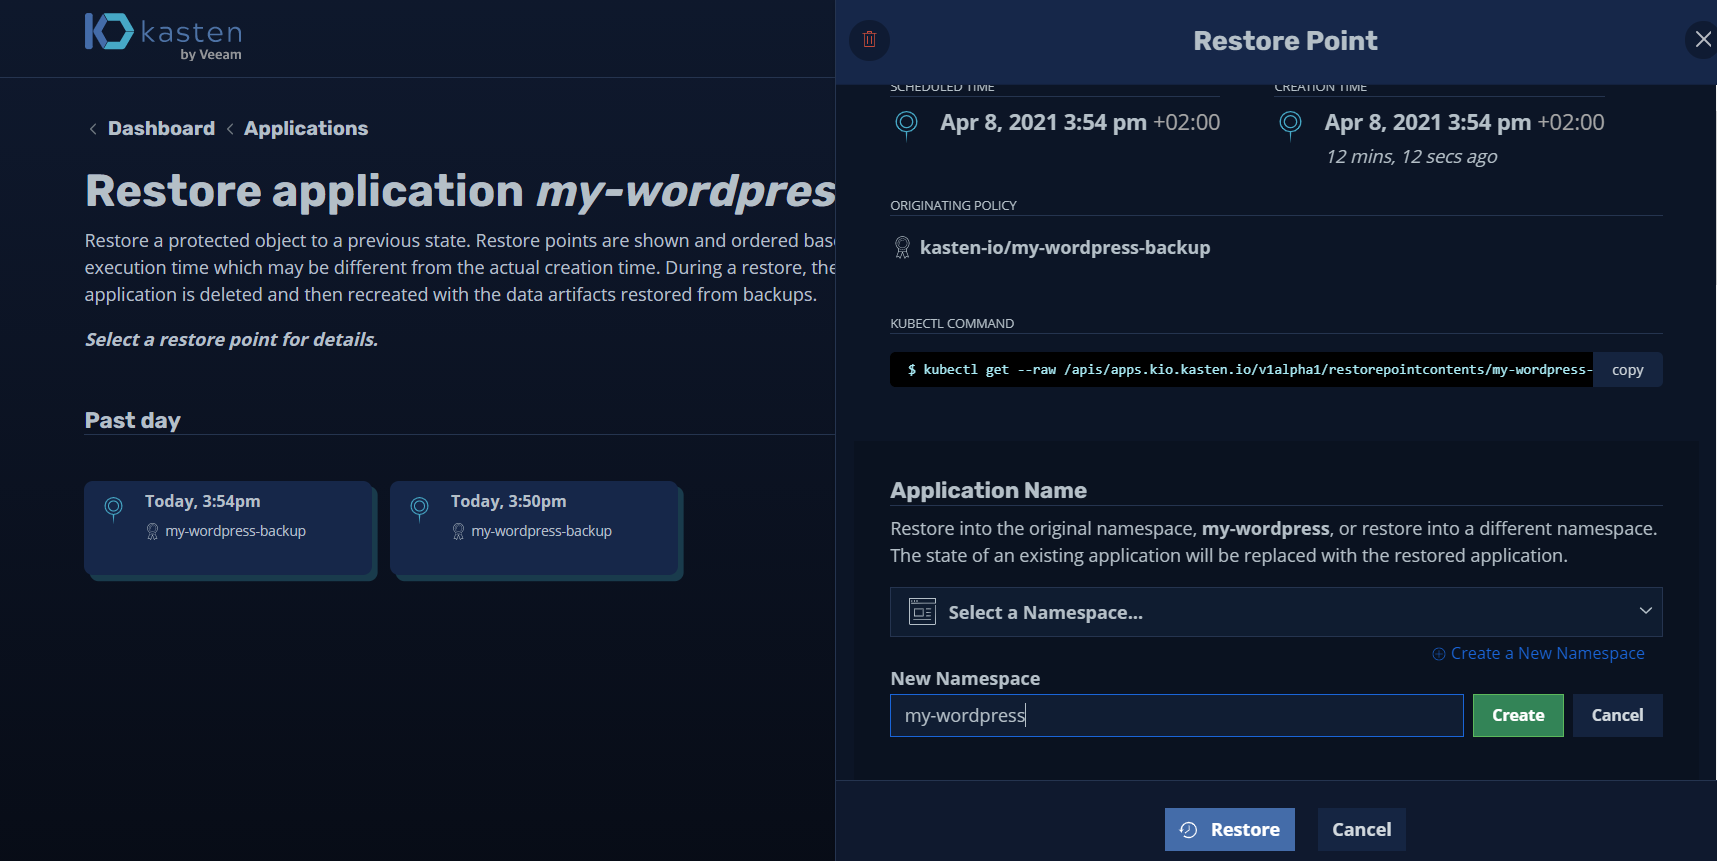 kasten
by Veeam
Dashboard
Applications
Restore application my-wordpres
Restore a protected object to a previous state. Restore points are shown and ordered bas
execution time which may be different from the actual creation time. During a restore, the
application is deleted and then recreated with the data artifacts restored from backups.
Select a restore point for details.
Past day
Today, 3:54pm
my-wordpress-backup
Today, 3:50pm
my-wordpress-backup
Restore Point
SCHEDULED TIME
CREATION TIME
Apr 8, 2021 3:54 pm +02:00
Apr 8, 2021 3:54 pm +02:00
12 mins, 12 secs ago
ORIGINATING POLICY
kasten-io/my-wordpress-backup
KUBECTL COMMAND
$ kubectl get --raw /apis/apps.kio.kasten.io/v1alpha1/restorepointcontents/my-wordpress-
copy
Application Name
Restore into the original namespace, my-wordpress, or restore into a different namespace.
The state of an existing application will be replaced with the restored application.
Select a Namespace...
Create a New Namespace
New Namespace
my-wordpress
Create
Cancel
Restore
Cancel